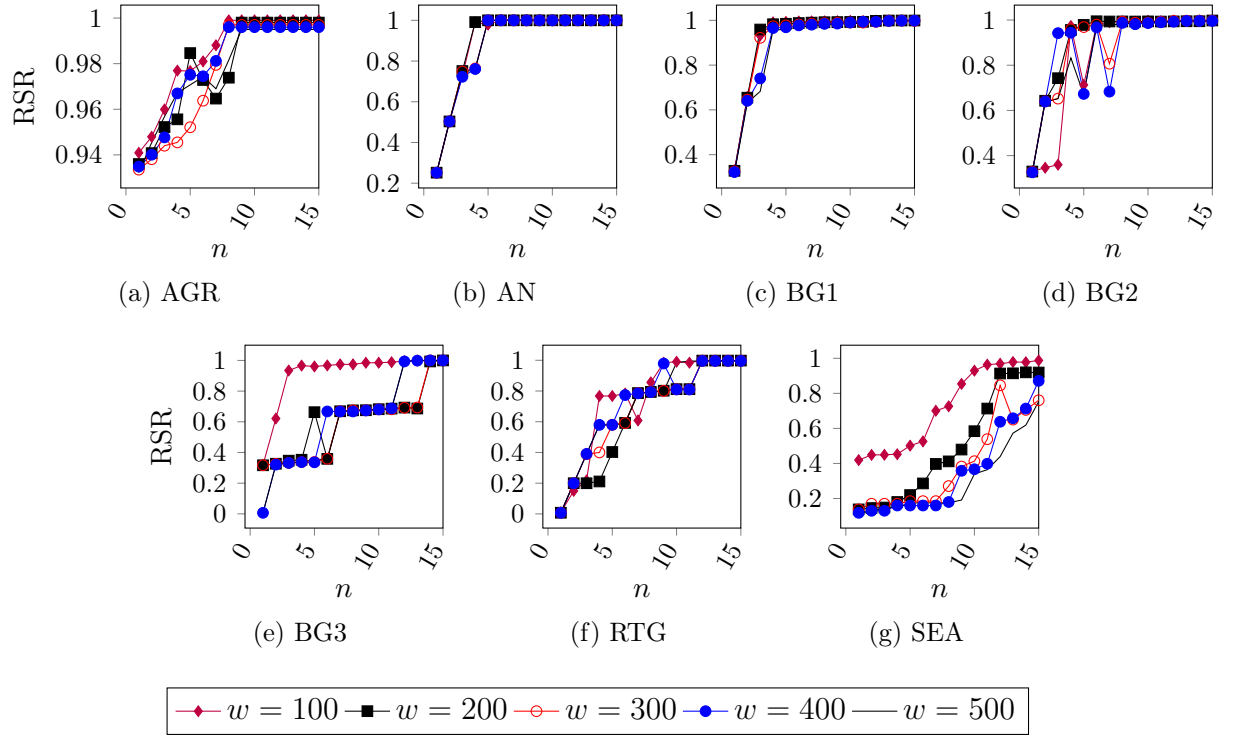 RSR
1
0.98
0.96
0.94
0 5 10 15
n
(a) AGR
1
0.8
0.6
0.4
0.2
0 5 10 15
n
(b) AN
1
0.8
0.6
0.4
0 5 10 15
n
(c) BG1
1
0.8
0.6
0.4
0 5 10 15
n
(d) BG2
RSR
1
0.8
0.6
0.4
0.2
0
0 5 10 15
n
(e) BG3
1
0.8
0.6
0.4
0.2
0
0 5 10 15
n
(f) RTG
1
0.8
0.6
0.4
0.2
0 5 10 15
n
(g) SEA
w = 100 w = 200 w = 300 w = 400 w = 500